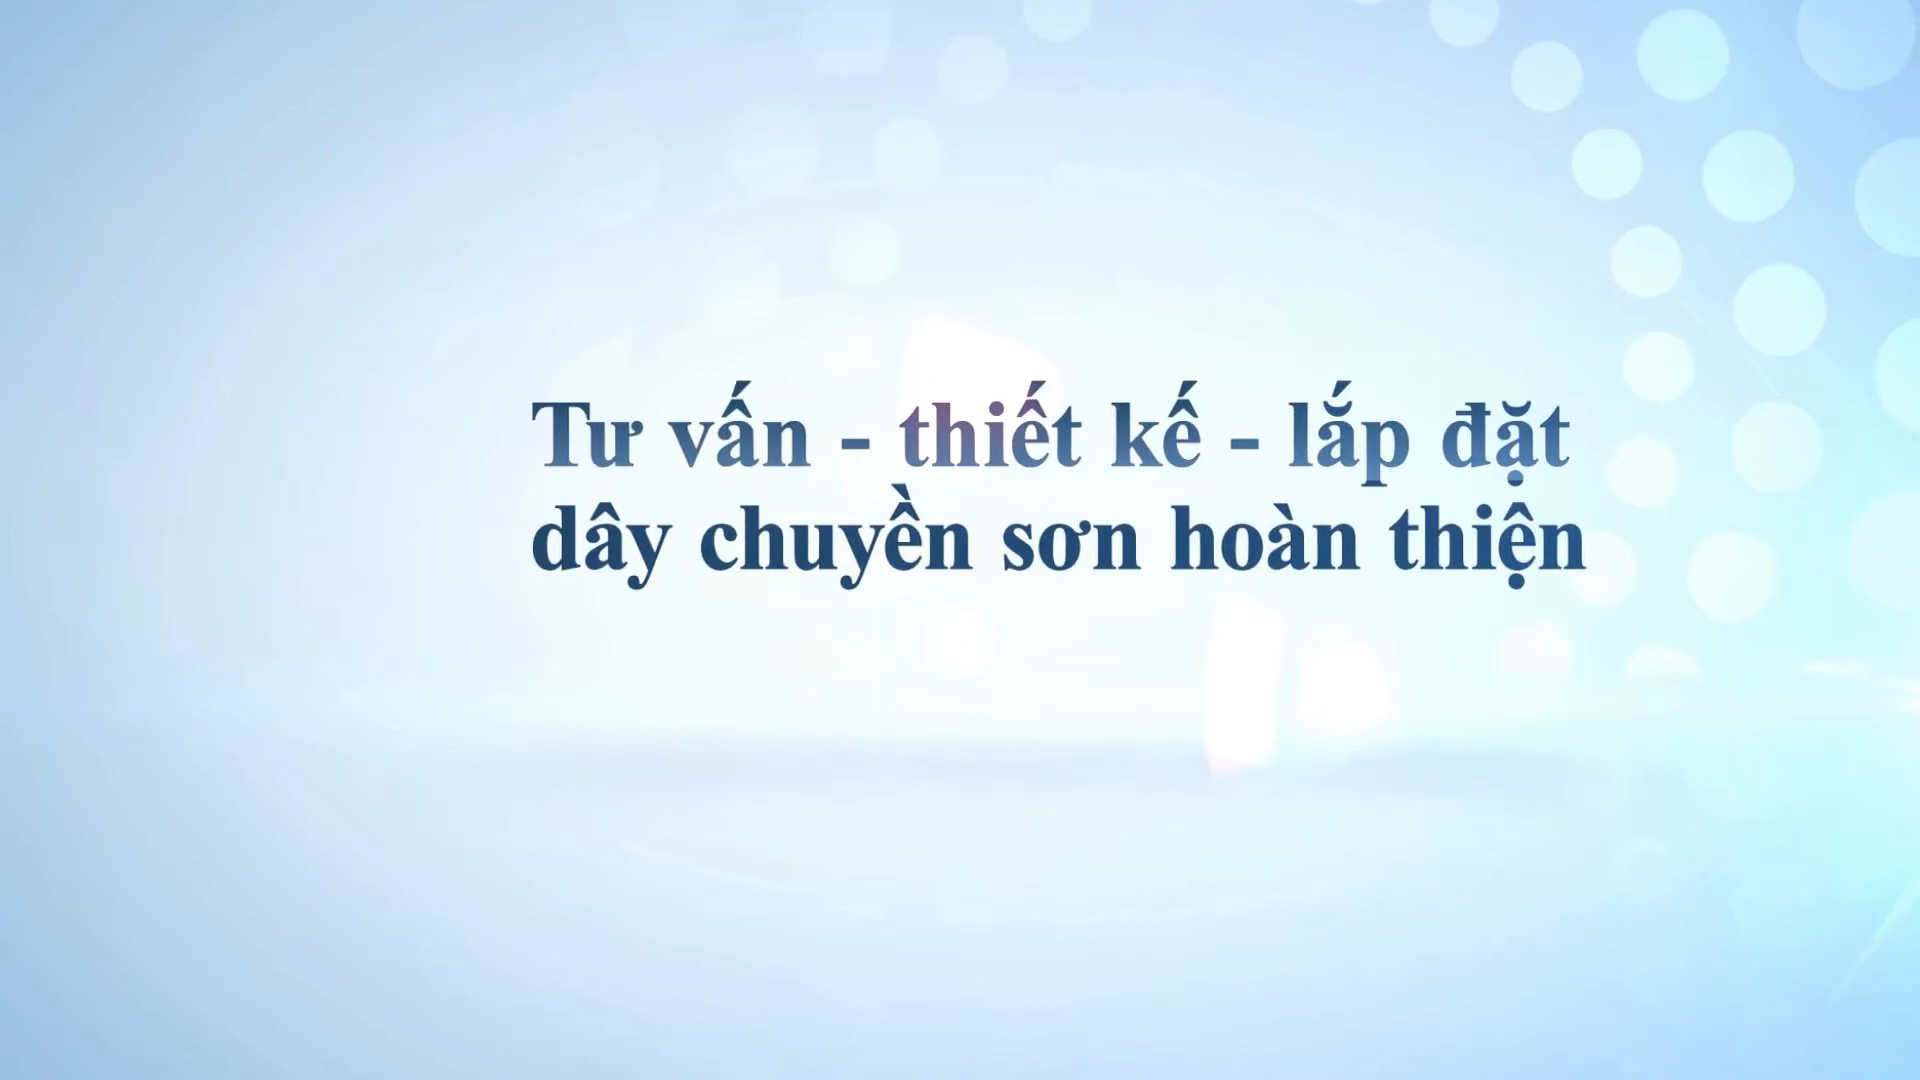 Tư vấn - thiết kế - lắp đặt
dây chuyền sơn hoàn thiện